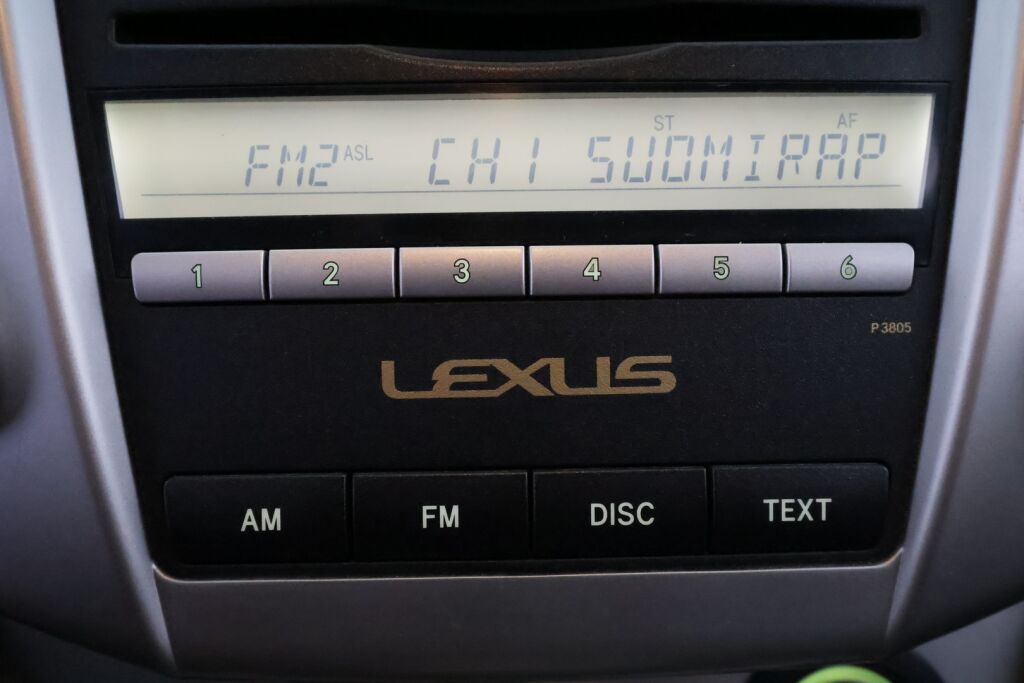 ST AF
FM2 ASL CH1 SUOMIRAP
1 2 3 4 5 6
P3805
LEXUS
AM FM DISC TEXT